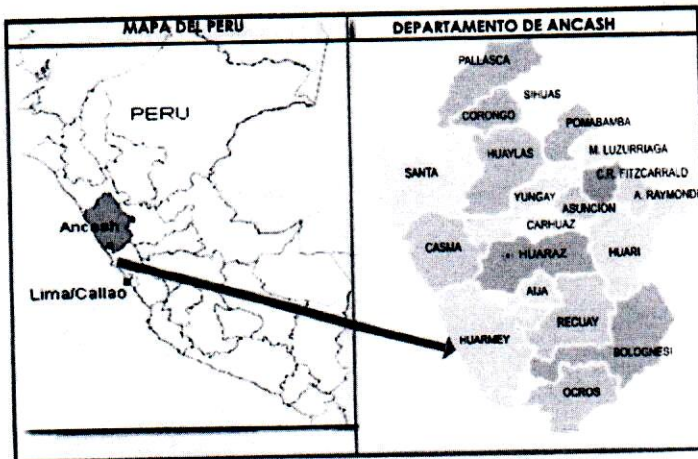 MAPA DEL PERU
DEPARTAMENTO DE ANCASH
PERU
Ancash
Lima/Callao
PALLASCA
SIHUAS
CORONGO
POMABAMBA
HUAYLAS
M. LUZURRIAGA
SANTA
C.R. FITZCARRALD
YUNGAY
A. RAYMONDI
ASUNCION
CARHUAZ
CASMA
HUARAZ
HUARI
AIJA
HUARMEY
RECUAY
BOLOGNESI
OCROS